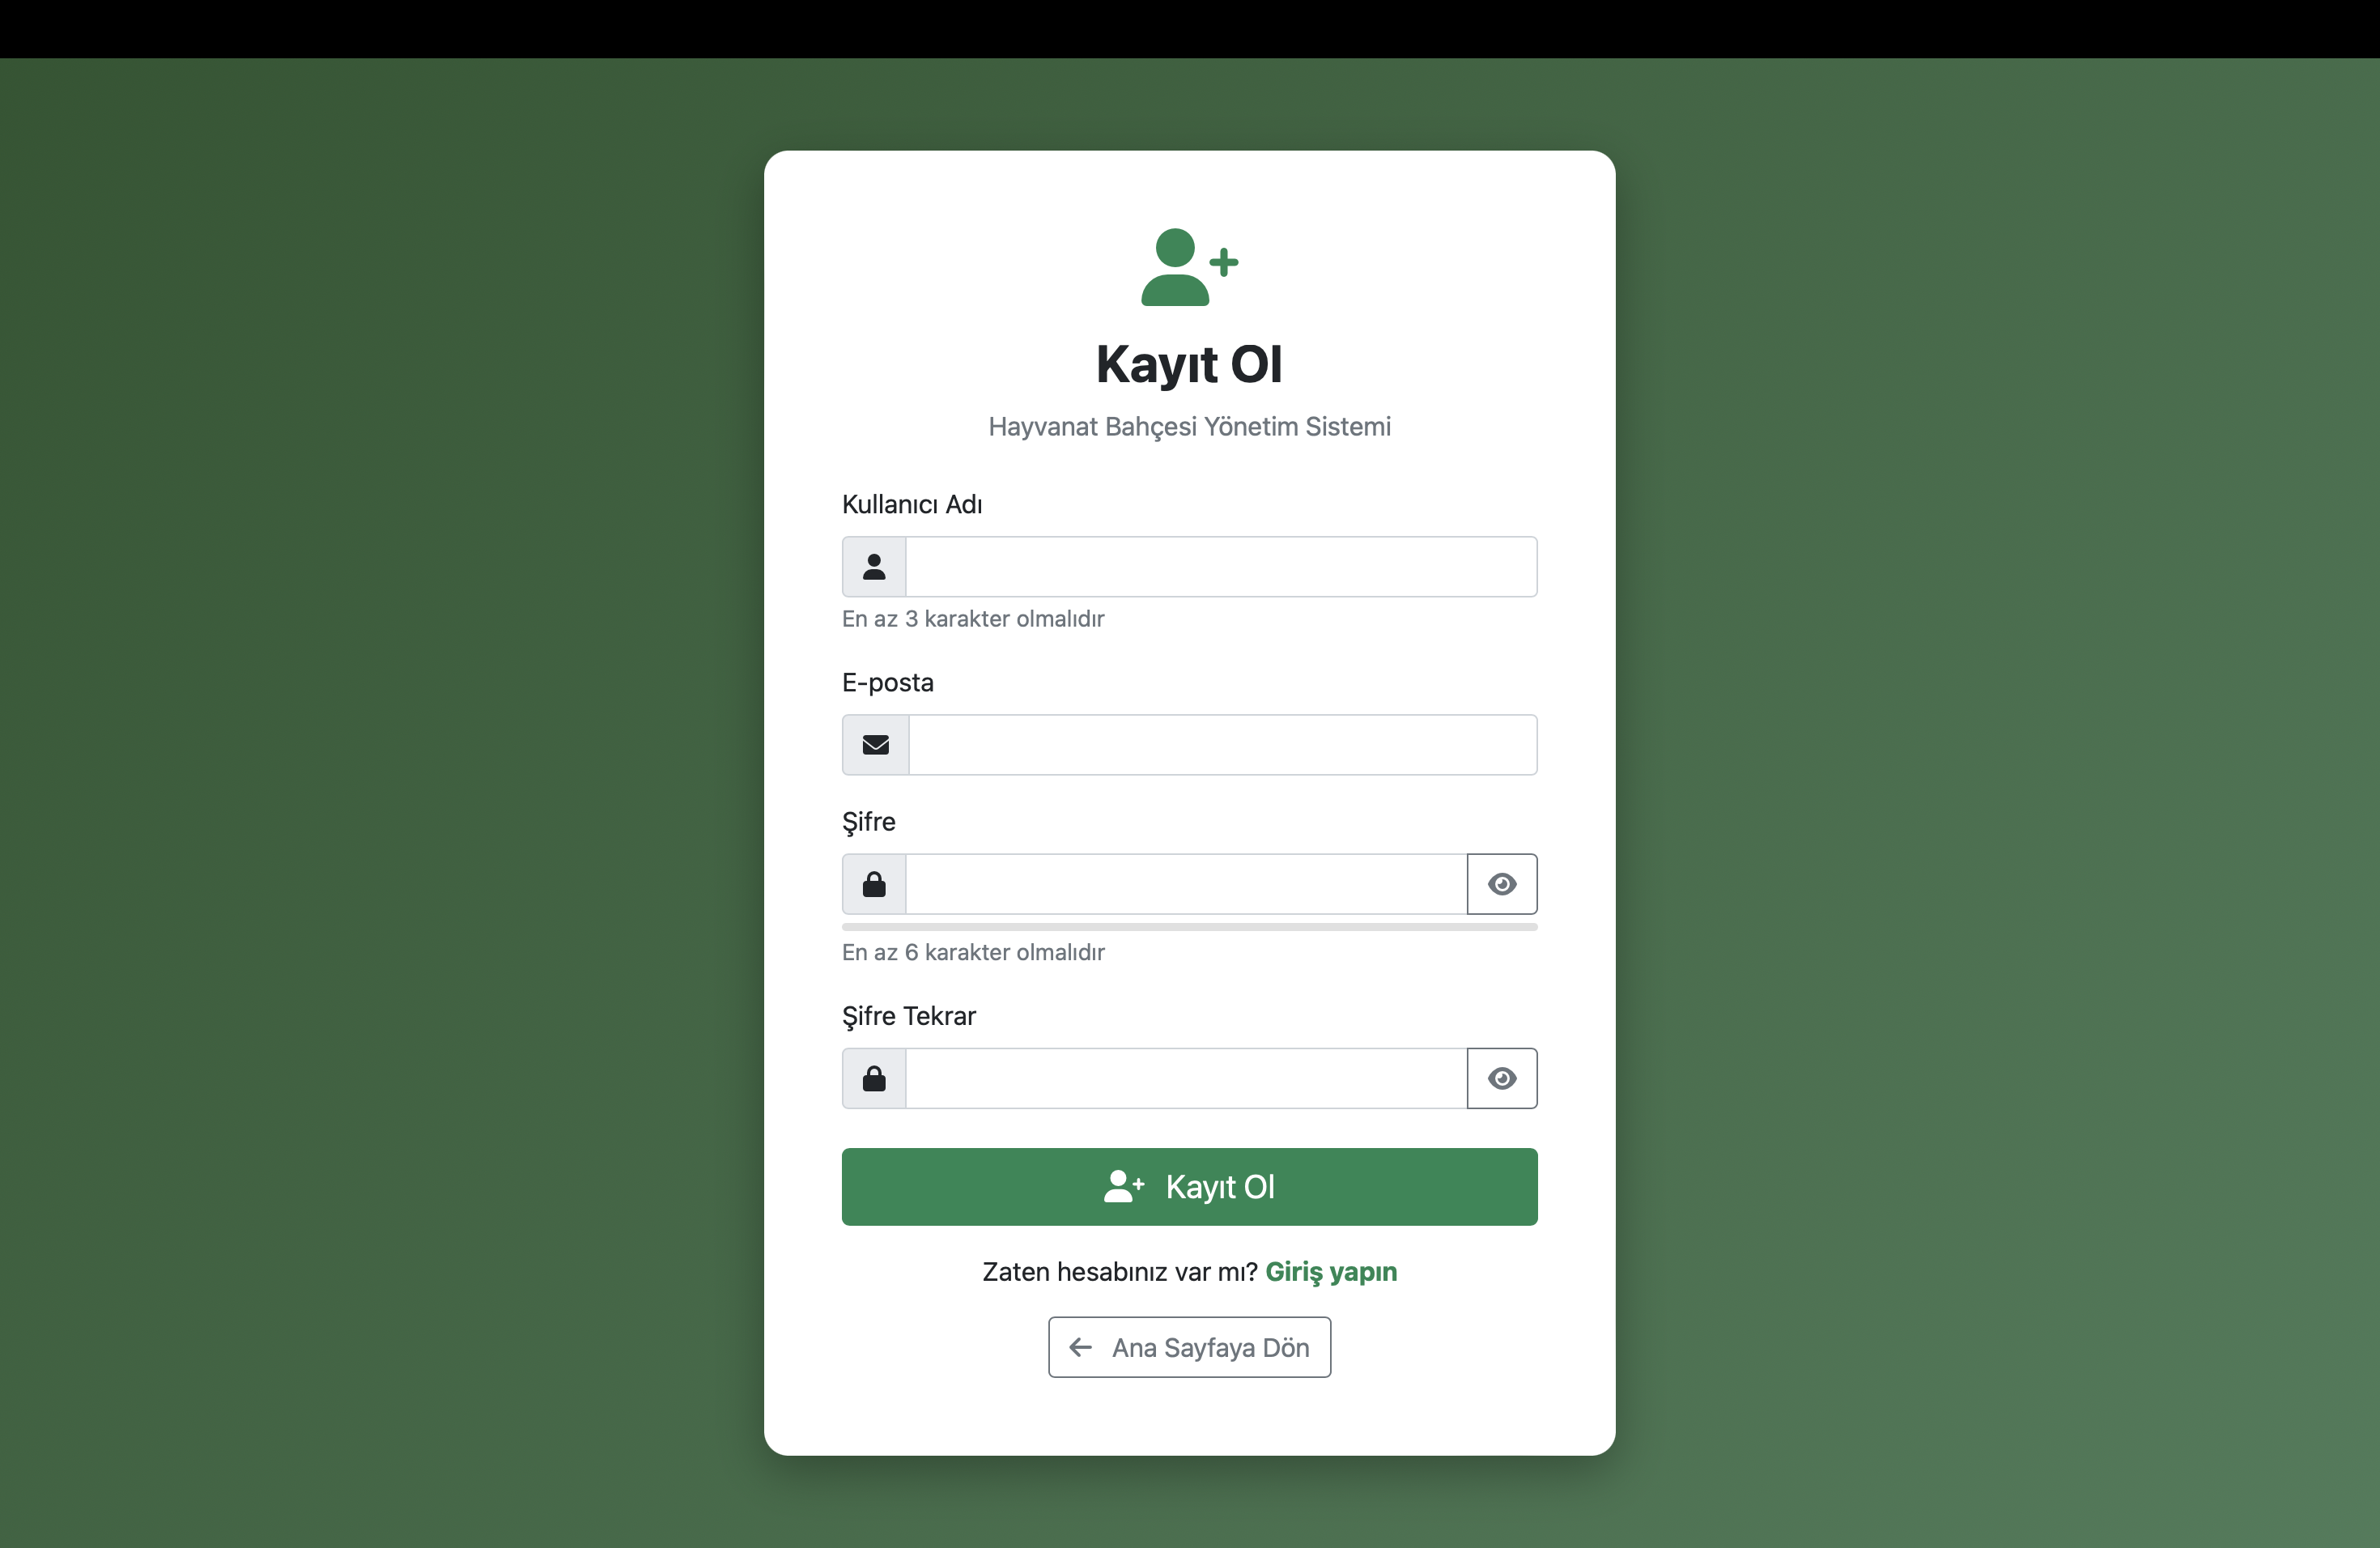 Kayıt Ol
Hayvanat Bahçesi Yönetim Sistemi
Kullanıcı Adı
En az 3 karakter olmalıdır
E-posta
Şifre
En az 6 karakter olmalıdır
Şifre Tekrar
Kayıt Ol
Zaten hesabınız var mı? Giriş yapın
Ana Sayfaya Dön